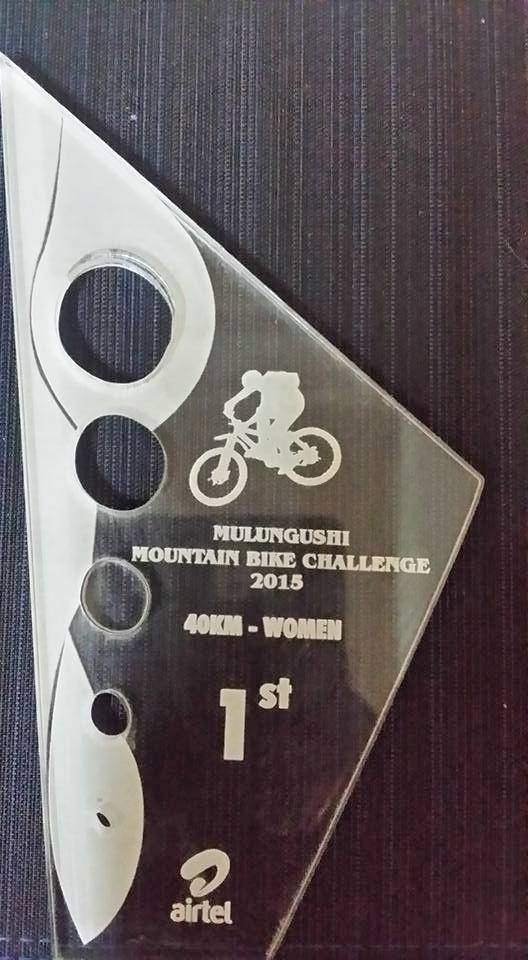 MULUNGUSHI
MOUNTAIN BIKE CHALLENGE
2015
40KM - WOMEN
1st
airtel